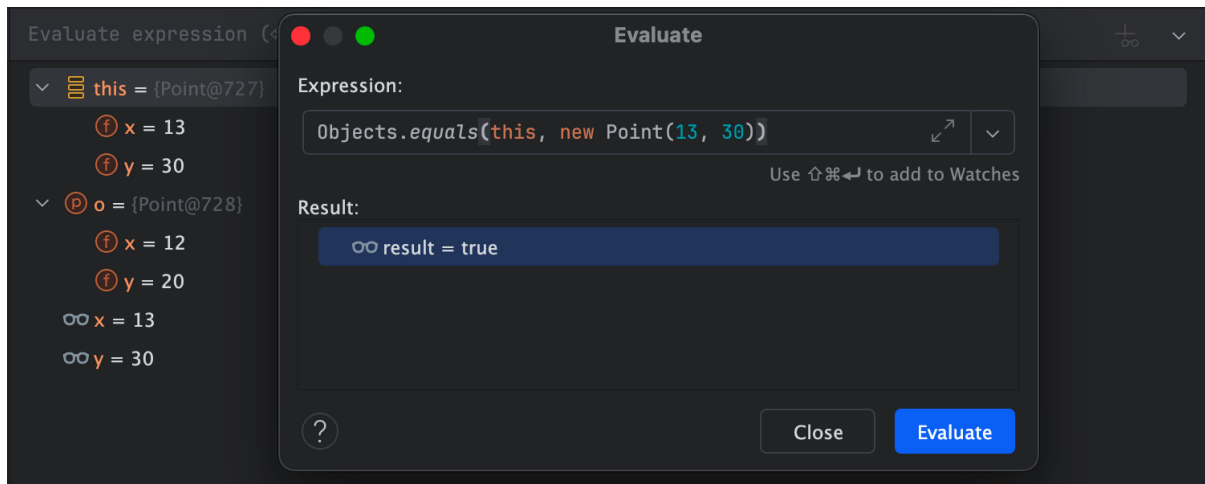 Evaluate expression (
Evaluate
this = {Point@727}
x = 13
y = 30
o = {Point@728}
x = 12
y = 20
x = 13
y = 30
Expression:
Objects.equals(this, new Point(13, 30))
Use ⇧⌘↩ to add to Watches
Result:
result = true
?
Close
Evaluate